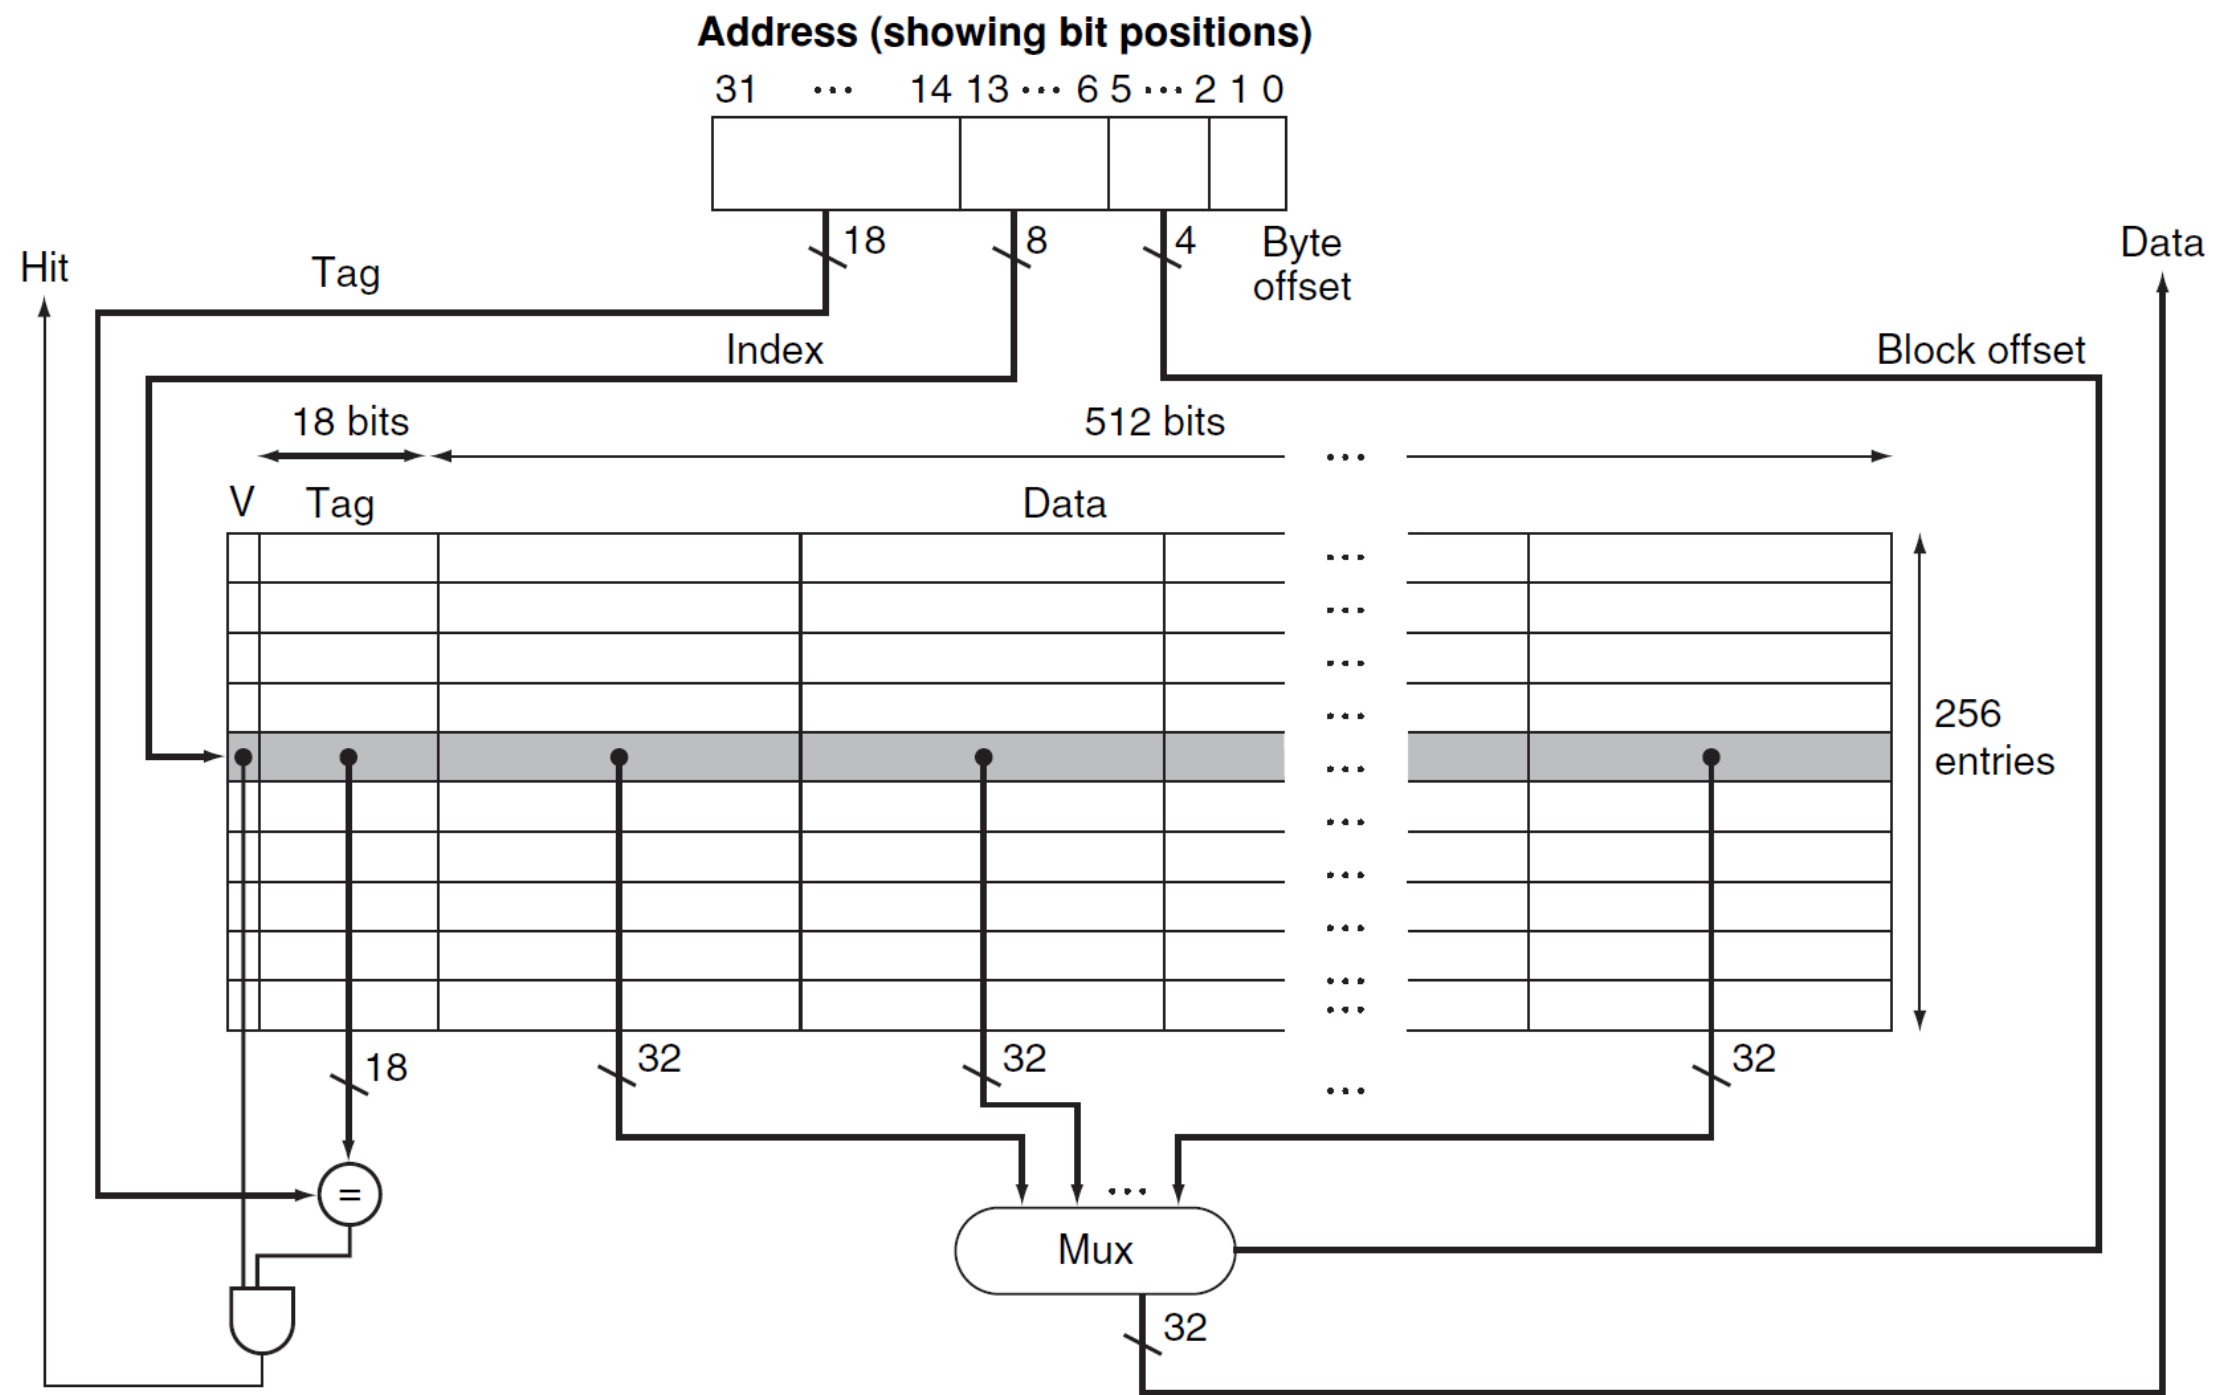 Address (showing bit positions)
31 ··· 14 13 ··· 6 5 ··· 2 1 0
18 8 4 Byte offset
Hit
Tag
Data
Index
Block offset
18 bits
512 bits
···
V
Tag
Data
···
···
···
···
···
···
···
···
···
···
256
entries
18
32
32
···
32
=
···
Mux
32